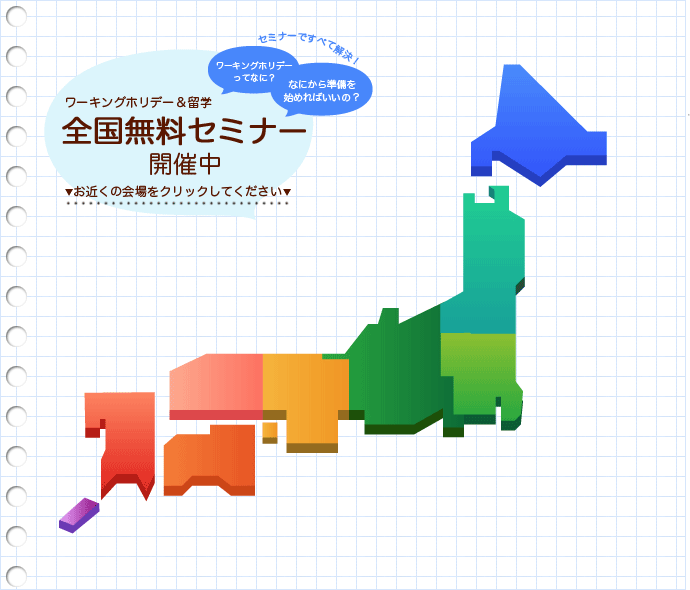 セミナーですべて解決！
ワーキングホリデー
ってなに？
なにから準備を
始めればいいの？
ワーキングホリデー＆留学
全国無料セミナー
開催中
▼お近くの会場をクリックしてください▼